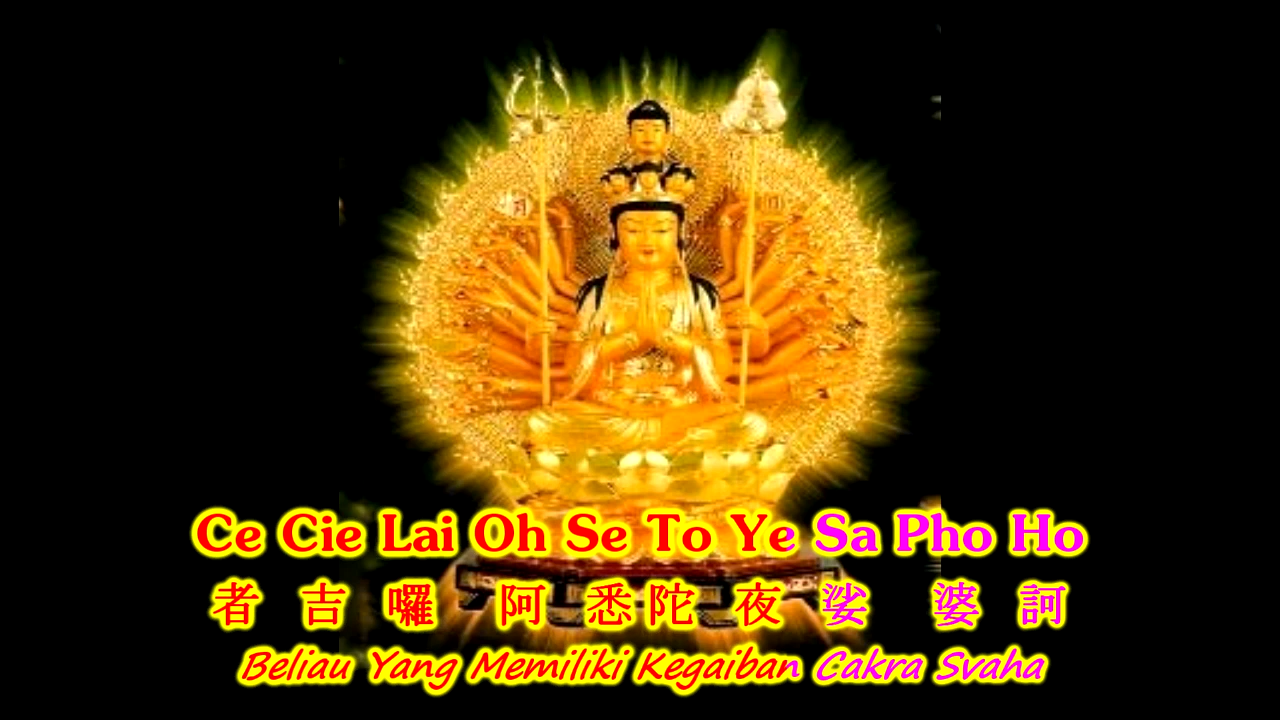 Ce Cie Lai Oh Se To Ye Sa Pho Ho
者 吉 囉 阿 悉 陀 夜 娑 婆 訶
Beliau Yang Memiliki Kegaiban Cakra Svaha